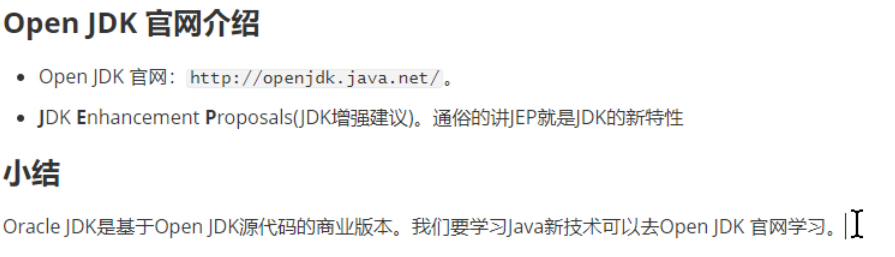 Open JDK 官网介绍
Open JDK 官网：http://openjdk.java.net/。
JDK Enhancement Proposals(JDK增强建议)。通俗的讲JEP就是JDK的新特性
小结
Oracle JDK是基于Open JDK源代码的商业版本。我们要学习Java新技术可以去Open JDK 官网学习。